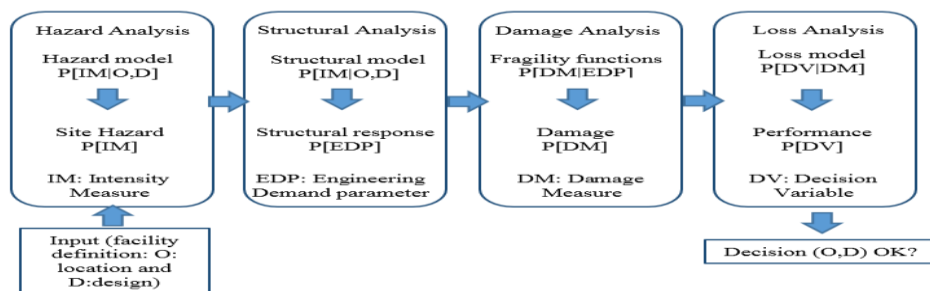 Hazard Analysis
Hazard model
P[IM|O,D]
Site Hazard
P[IM]
IM: Intensity
Measure
Input (facility
definition: O:
location and
D:design)
Structural Analysis
Structural model
P[IM|O,D]
Structural response
P[EDP]
EDP: Engineering
Demand parameter
Damage Analysis
Fragility functions
P[DM|EDP]
Damage
P[DM]
DM: Damage
Measure
Loss Analysis
Loss model
P[DV|DM]
Performance
P[DV]
DV: Decision
Variable
Decision (O,D) OK?